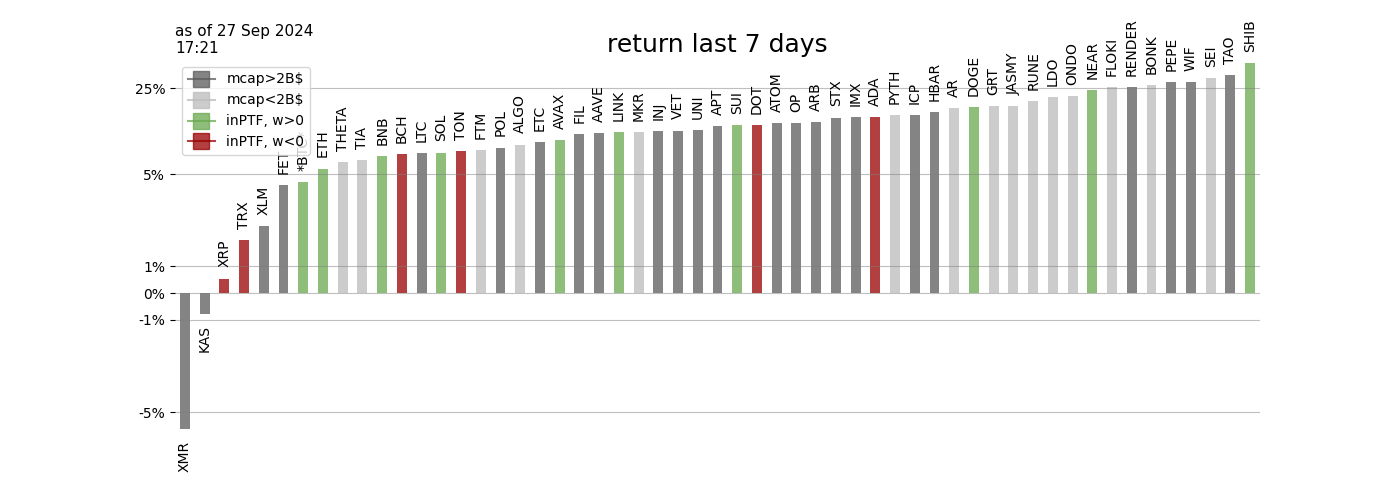 as of 27 Sep 2024
17:21
return last 7 days
mcap>2B$
mcap<2B$
inPTF, w>0
inPTF, w<0
25%
5%
1%
0%
-1%
-5%
XMR
KAS
XRP
TRX
XLM
FET
*BTC
ETH
THETA
TIA
BNB
BCH
LTC
SOL
TON
FTM
POL
ALGO
ETC
AVAX
FIL
AAVE
LINK
MKR
INJ
VET
UNI
APT
SUI
DOT
ATOM
OP
ARB
STX
IMX
ADA
PYTH
ICP
HBAR
AR
DOGE
GRT
JASMY
RUNE
LDO
ONDO
NEAR
FLOKI
RENDER
BONK
PEPE
WIF
SEI
TAO
SHIB